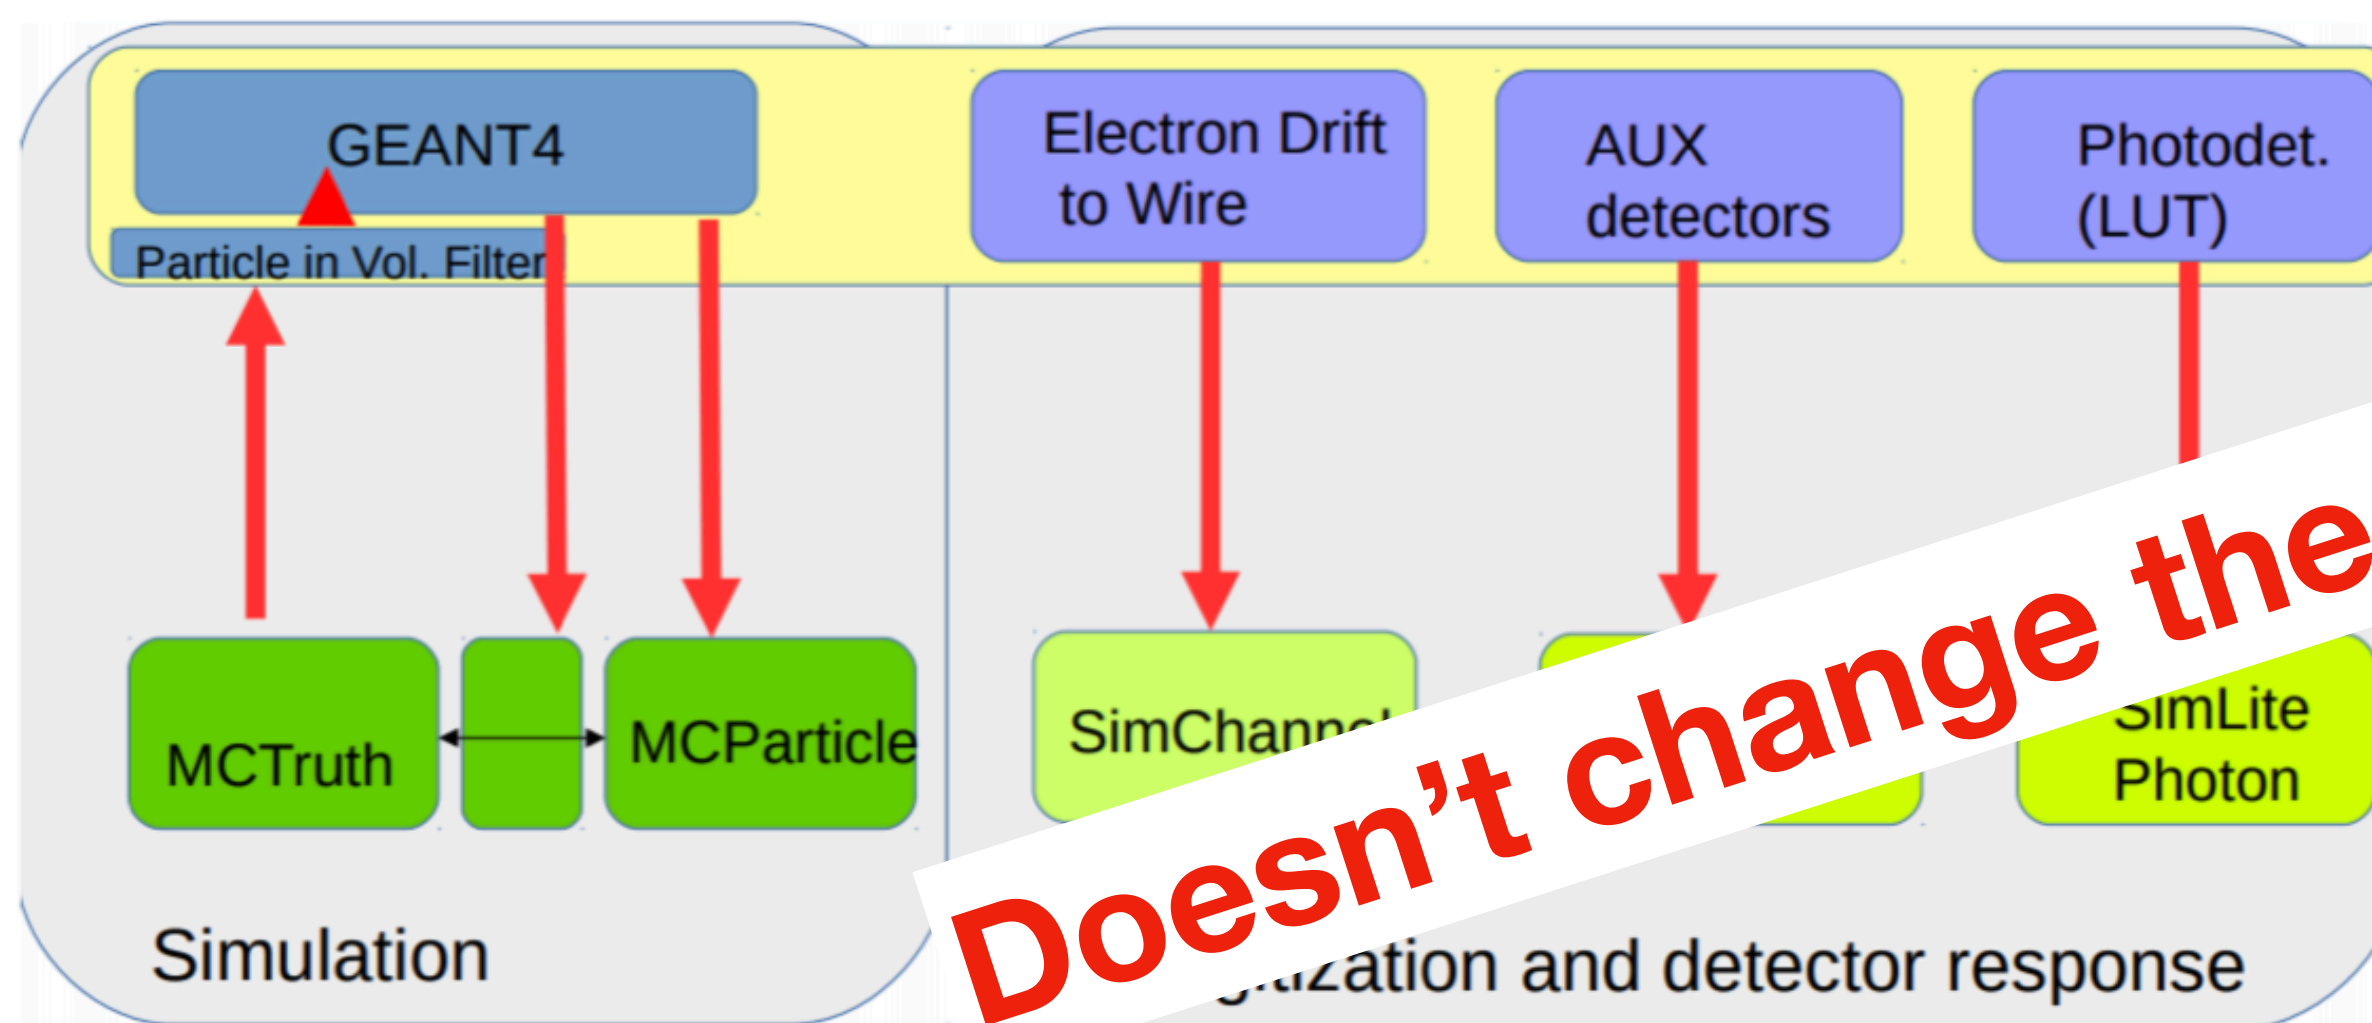 GEANT4
Electron Drift
to Wire
AUX
detectors
Photodet.
(LUT)
Particle in Vol. Filter
MCTruth
MCParticle
SimChannel
SimLite
Photon
Doesn't change the
Simulation
and detector response